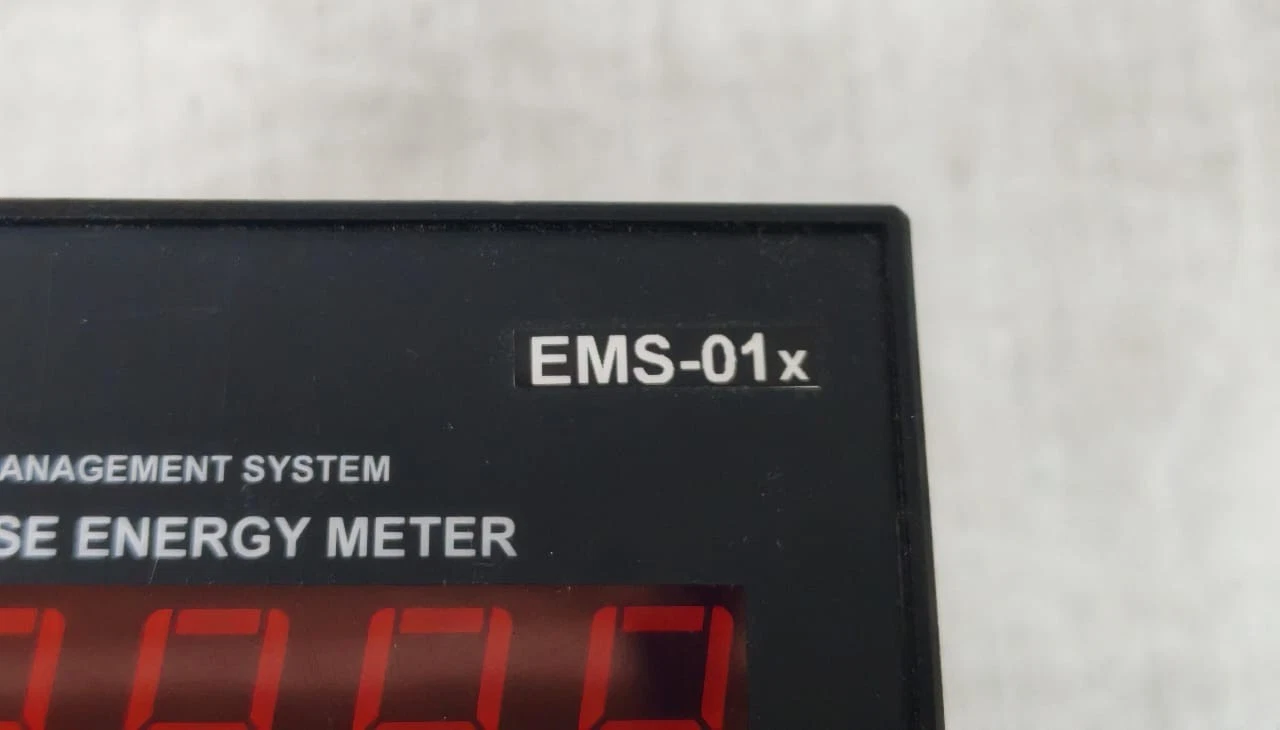 EMS-01x
ANAGEMENT SYSTEM
SE ENERGY METER